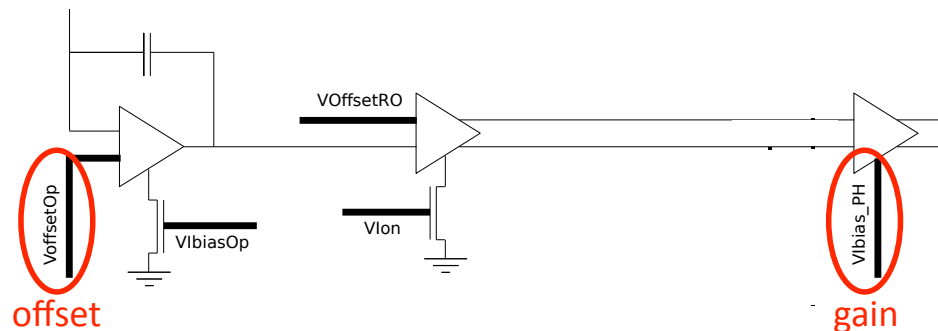 VOffsetRO
VoffsetOp
VIbiasOp
VIon
VIbias_PH
offset
gain